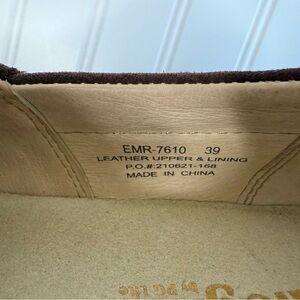 EMR-7610 39
LEATHER UPPER & LINING
P.O.#:210621-168
MADE IN CHINA